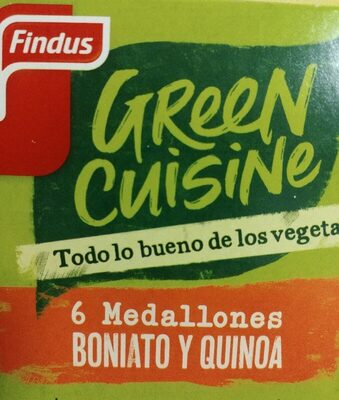 Findus
GREEN
CUISINE
Todo lo bueno de los vegeta
6 Medallones
BONIATO Y QUINOA